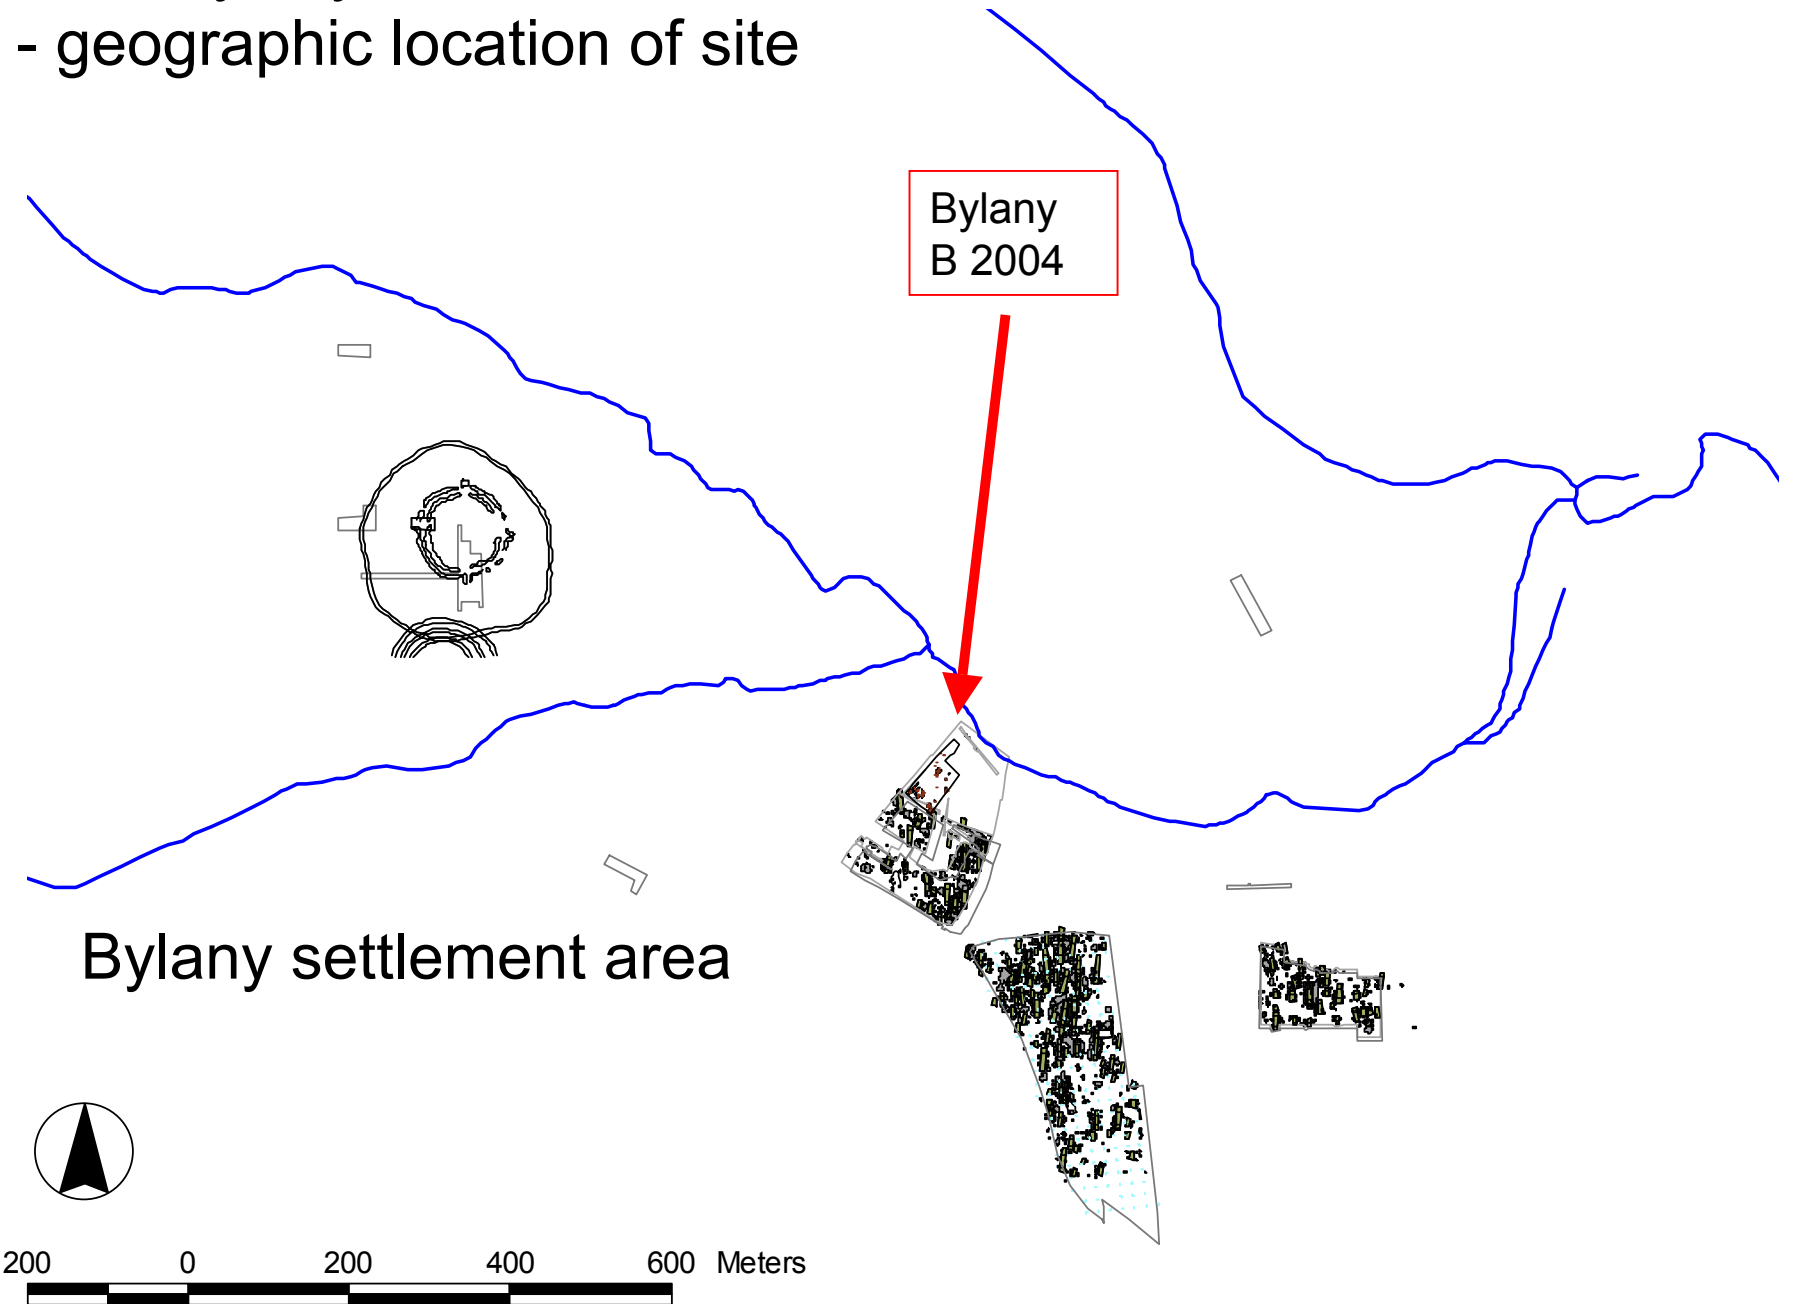 - geographic location of site
Bylany
B 2004
Bylany settlement area
200 0 200 400 600 Meters